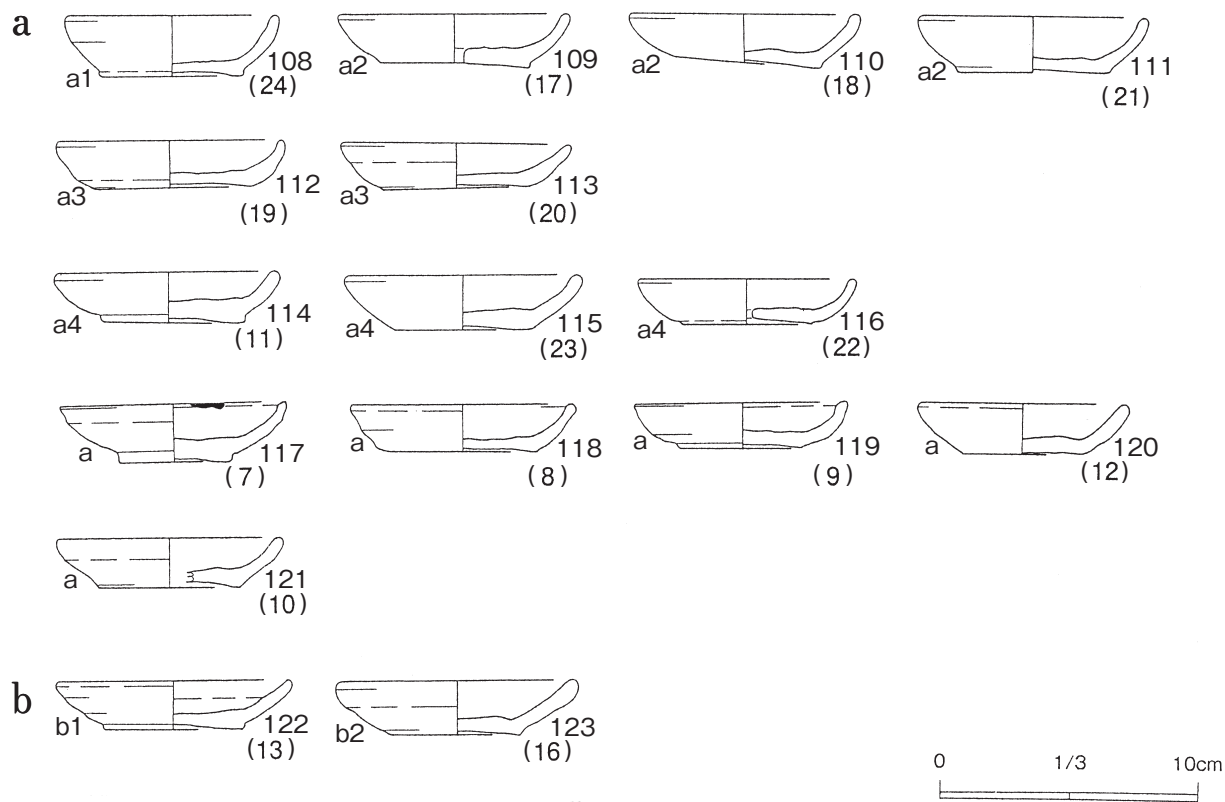 a
a1 108 a2 109 a2 110 a2 111
(24) (17) (18) (21)
a3 112 a3 113
(19) (20)
a4 114 a4 115 a4 116
(11) (23) (22)
a 117 a 118 a 119 a 120
(7) (8) (9) (12)
a 121
(10)
b
b1 122 b2 123
(13) (16)
0 1/3 10cm